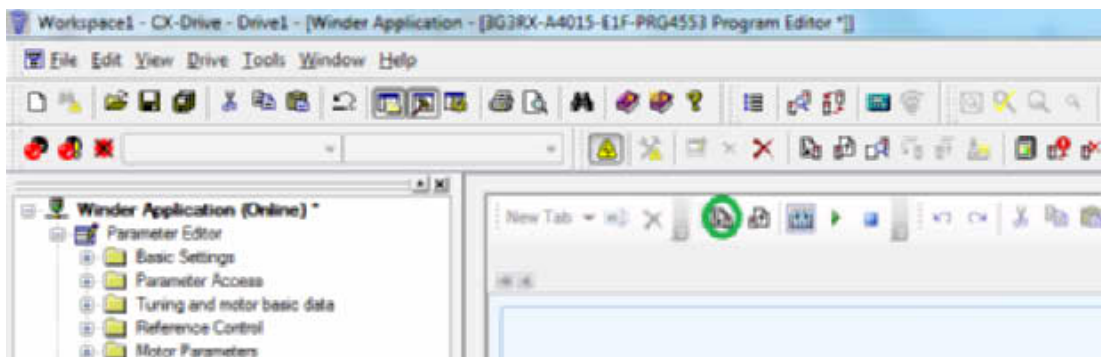 Workspace1 - CX-Drive - Drive1 - [Winder Application - [3G3RX-A4015-E1F-PRG4553 Program Editor *]]
File Edit View Drive Tools Window Help
New Tab
Winder Application (Online) *
Parameter Editor
Basic Settings
Parameter Access
Tuning and motor basic data
Reference Control
Motor Parameters